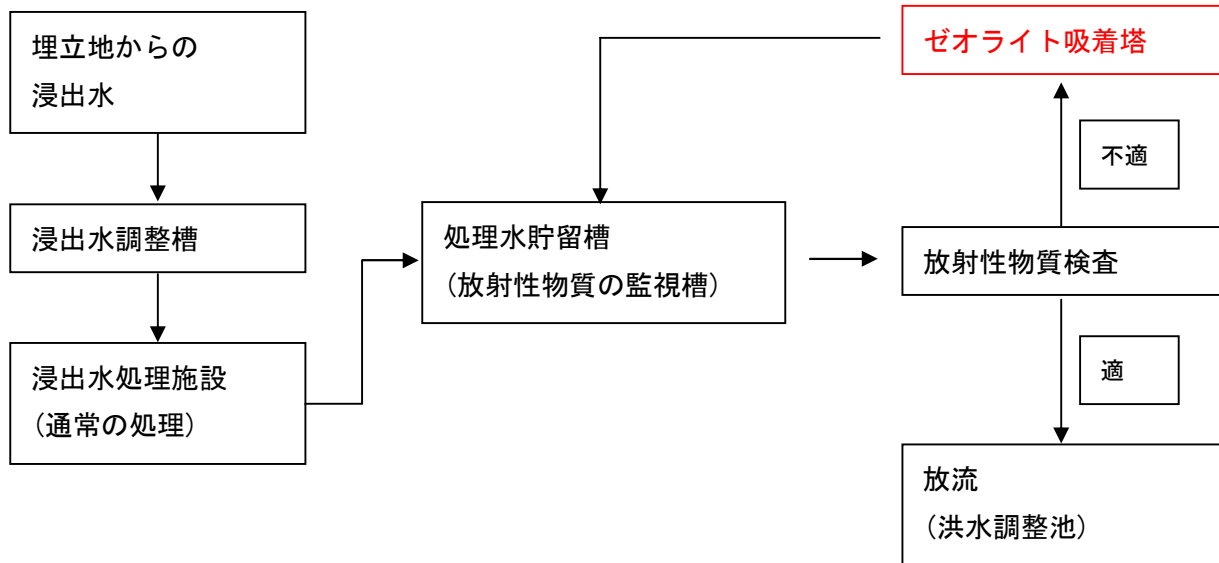 埋立地からの
浸出水
浸出水調整槽
浸出水処理施設
（通常の処理）
処理水貯留槽
（放射性物質の監視槽）
ゼオライト吸着塔
不適
放射性物質検査
適
放流
（洪水調整池）